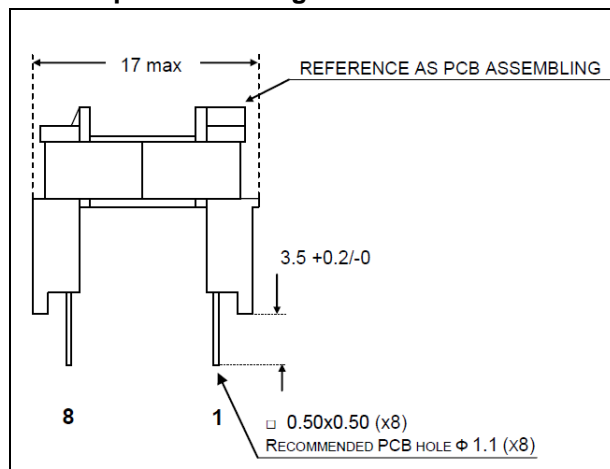 17 max
REFERENCE AS PCB ASSEMBLING
3.5 +0.2/-0
8
1
□ 0.50x0.50 (x8)
RECOMMENDED PCB HOLE Φ 1.1 (X8)